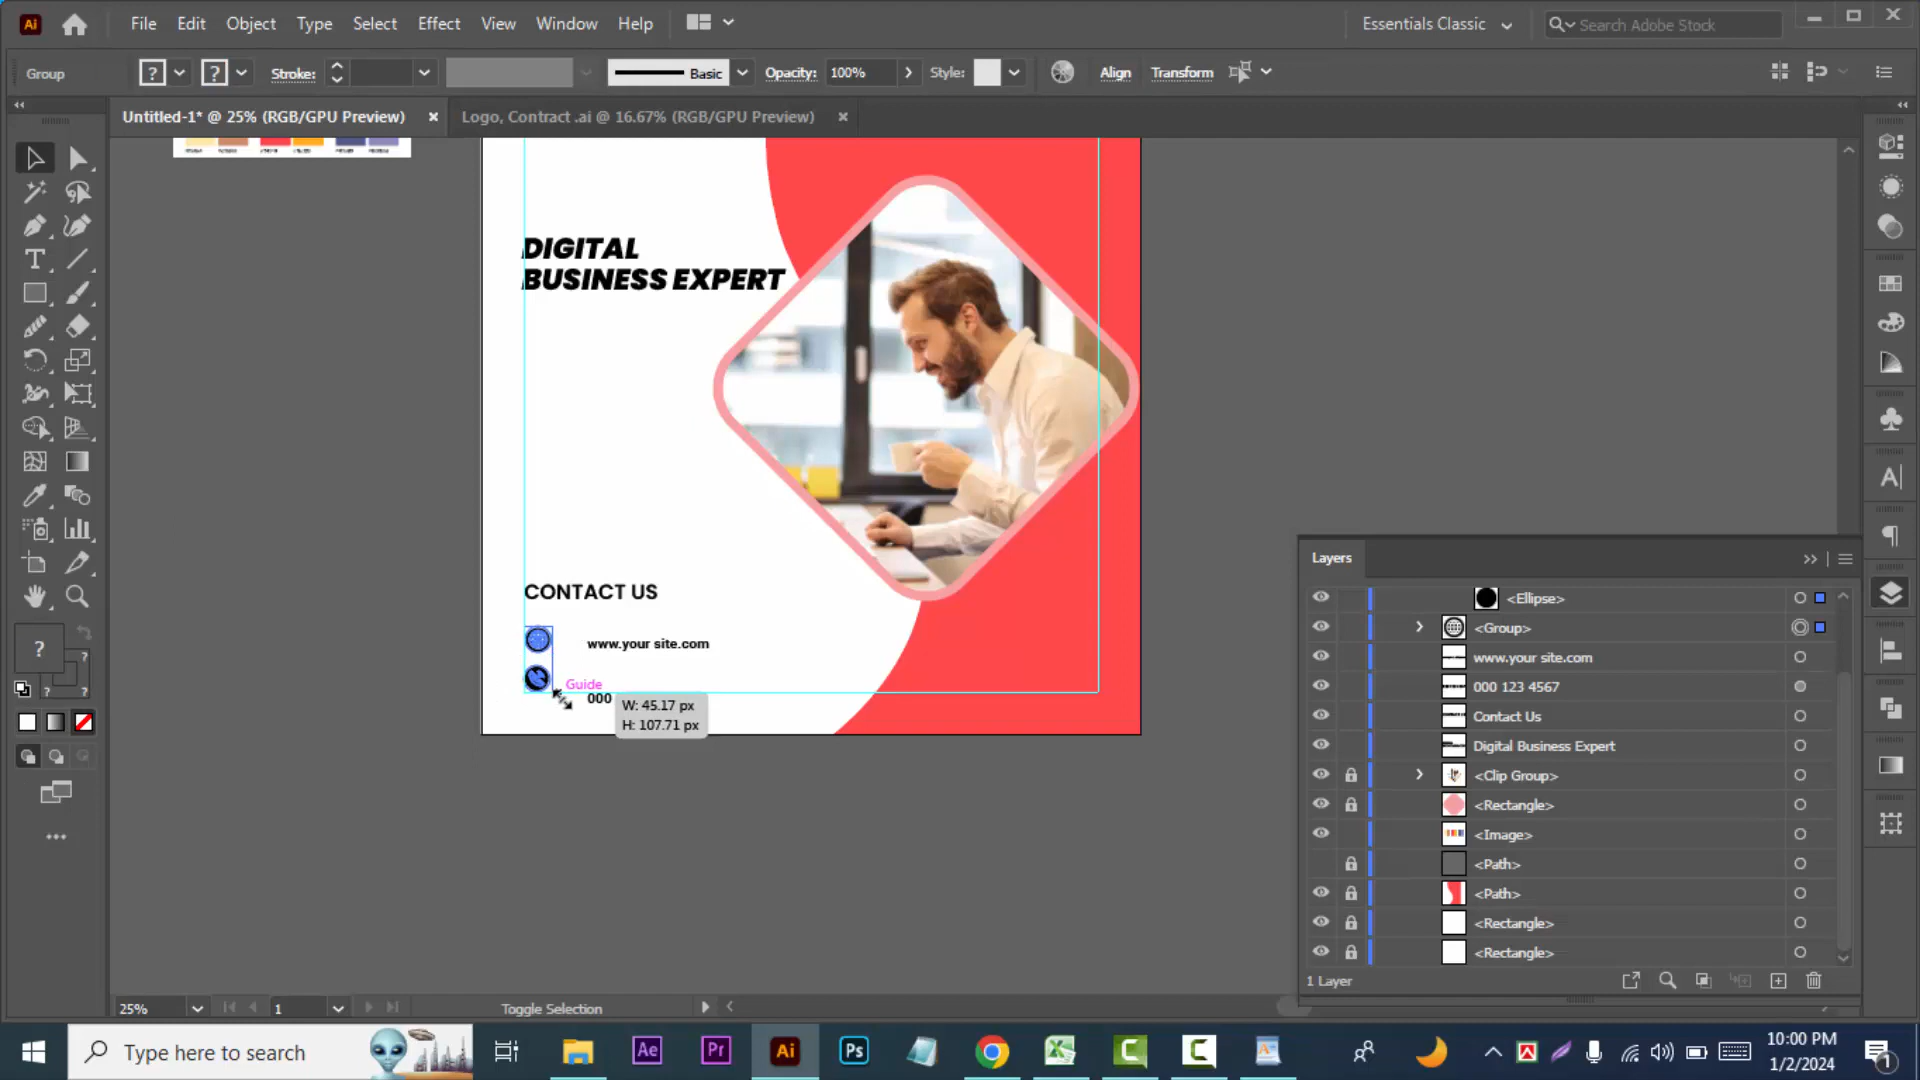 Ai File Edit Object Type Select Effect View Window Help Essentials Classic Search Adobe Stock
Group ? ? Stroke: Basic Opacity: 100% Style: Align Transform
Untitled-1* @ 25% (RGB/GPU Preview) × Logo, Contract .ai @ 16.67% (RGB/GPU Preview) ×
DIGITAL
BUSINESS EXPERT
CONTACT US
www.your site.com
Guide
000
W: 45.17 px
H: 107.71 px
Layers
<Ellipse>
<Group>
www.your site.com
000 123 4567
Contact Us
Digital Business Expert
<Clip Group>
<Rectangle>
<Image>
<Path>
<Path>
<Rectangle>
<Rectangle>
1 Layer
25% 1 Toggle Selection
Type here to search Ae Pr Ai Ps
10:00 PM
1/2/2024
1